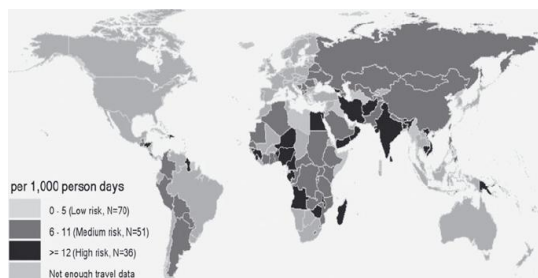 per 1,000 person days
0 - 5 (Low risk, N=70)
6 - 11 (Medium risk, N=51)
>= 12 (High risk, N=36)
Not enough travel data